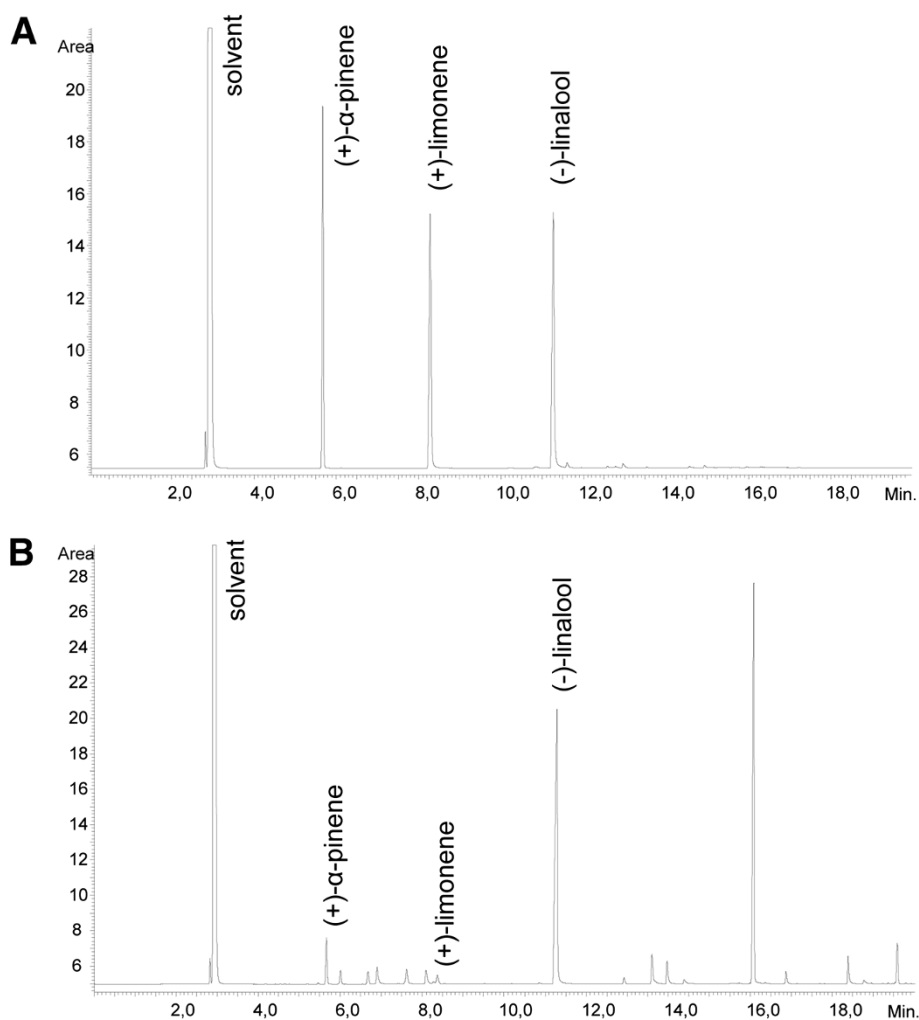 A
Area
solvent
(+)-α-pinene
(+)-limonene
(-)-linalool
20
18
16
14
12
10
8
6
2,0 4,0 6,0 8,0 10,0 12,0 14,0 16,0 18,0 Min.
B
Area
solvent
(+)-α-pinene
(+)-limonene
(-)-linalool
28
26
24
22
20
18
16
14
12
10
8
6
2,0 4,0 6,0 8,0 10,0 12,0 14,0 16,0 18,0 Min.